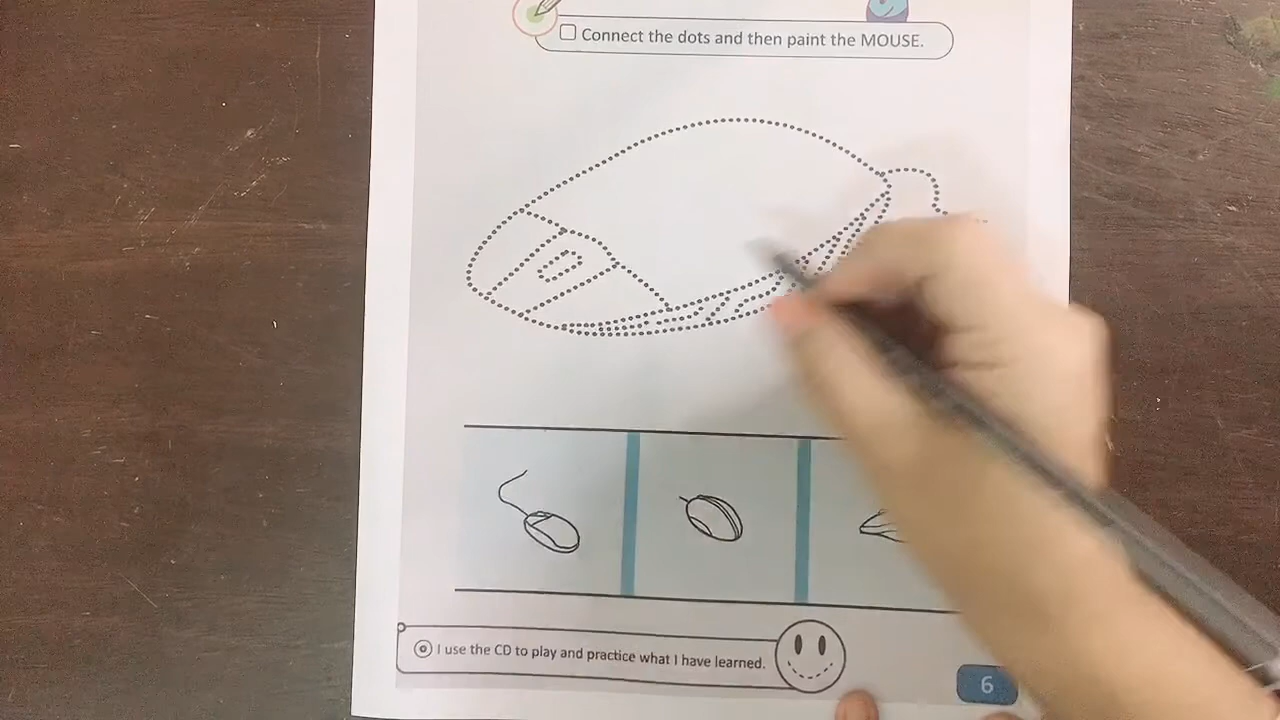 Connect the dots and then paint the MOUSE.
I use the CD to play and practice what I have learned.
6